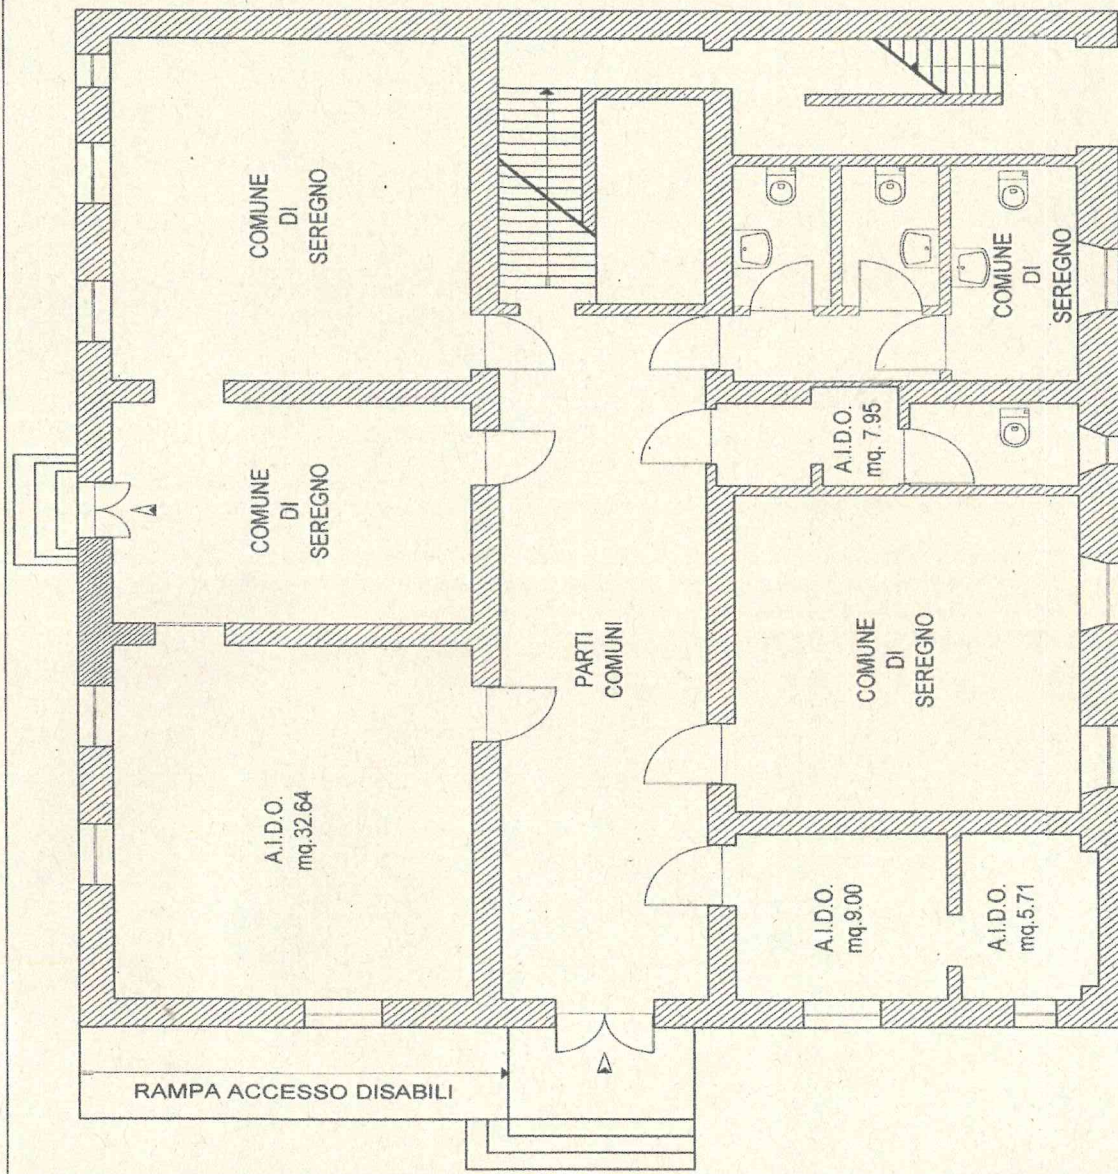 COMUNE
DI
SEREGNO
COMUNE
DI
SEREGNO
COMUNE
DI
SEREGNO
A.I.D.O.
mq. 7.95
PARTI
COMUNI
COMUNE
DI
SEREGNO
A.I.D.O.
mq.32.64
A.I.D.O.
mq.9.00
A.I.D.O.
mq.5.71
RAMPA ACCESSO DISABILI